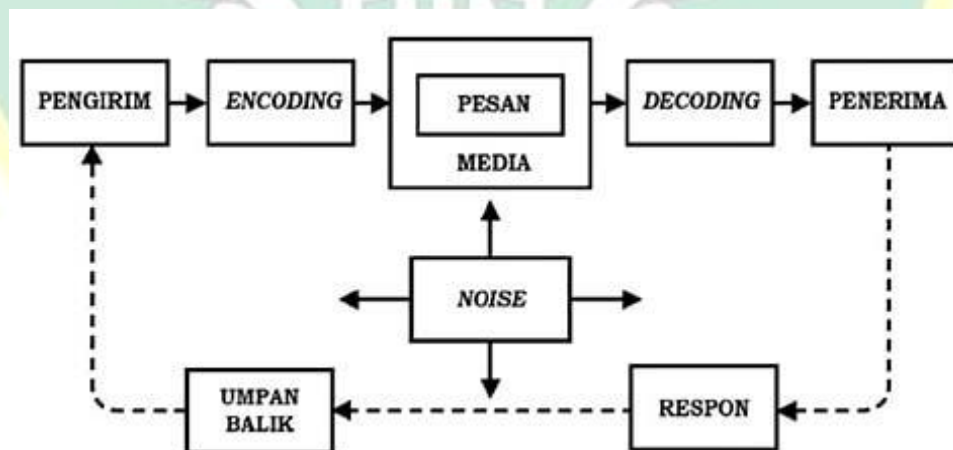 PENGIRIM
ENCODING
PESAN
MEDIA
DECODING
PENERIMA
NOISE
UMPAN
BALIK
RESPON